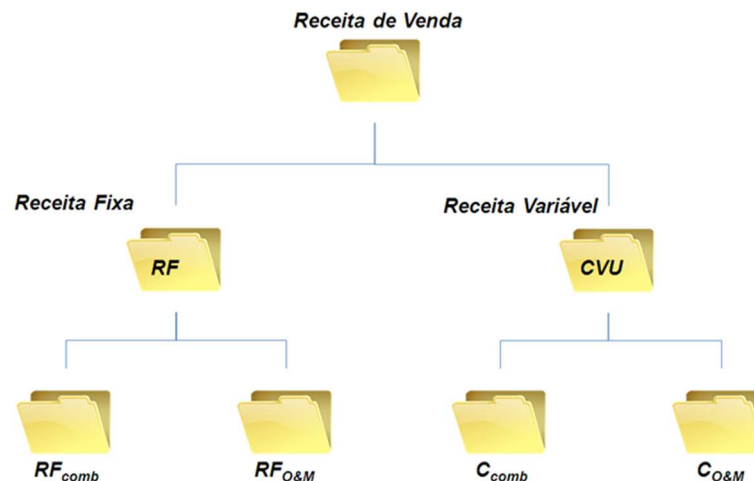 Receita de Venda
Receita Fixa
Receita Variável
RF
CVU
RFcomb
RFO&M
Ccomb
CO&M